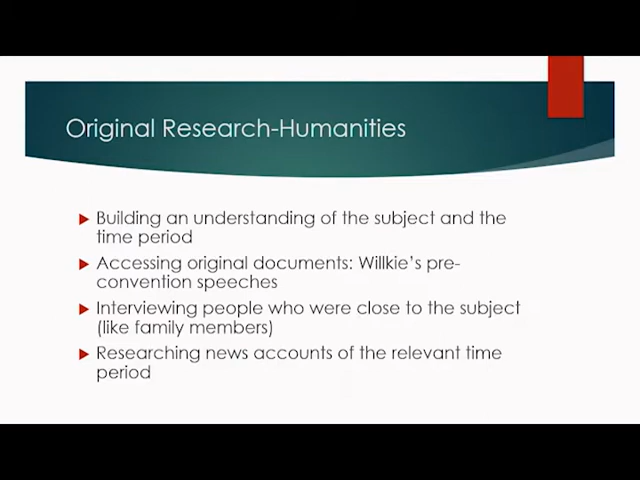 Original Research-Humanities
Building an understanding of the subject and the
time period
Accessing original documents: Willkie's pre-
convention speeches
Interviewing people who were close to the subject
(like family members)
Researching news accounts of the relevant time
period